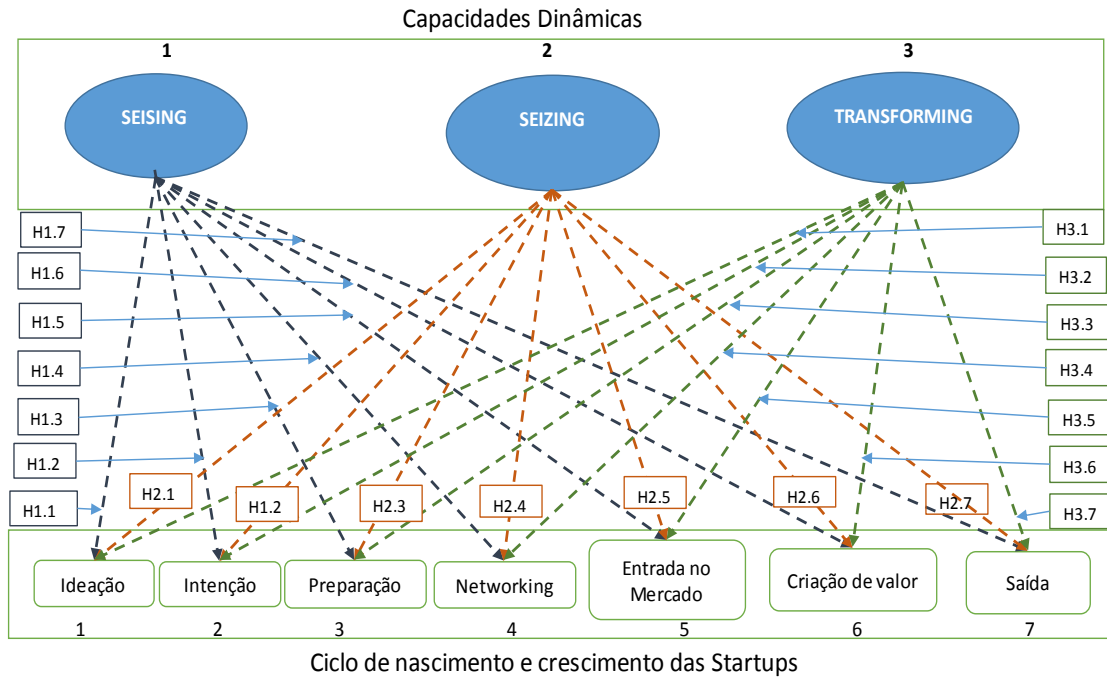 Capacidades Dinâmicas
1
2
3
SEISING
SEIZING
TRANSFORMING
H1.7
H1.6
H1.5
H1.4
H1.3
H1.2
H1.1
H3.1
H3.2
H3.3
H3.4
H3.5
H3.6
H3.7
H2.1
H1.2
H2.3
H2.4
H2.5
H2.6
H2.7
Ideação
Intenção
Preparação
Networking
Entrada no
Mercado
Criação de valor
Saída
1
2
3
4
5
6
7
Ciclo de nascimento e crescimento das Startups